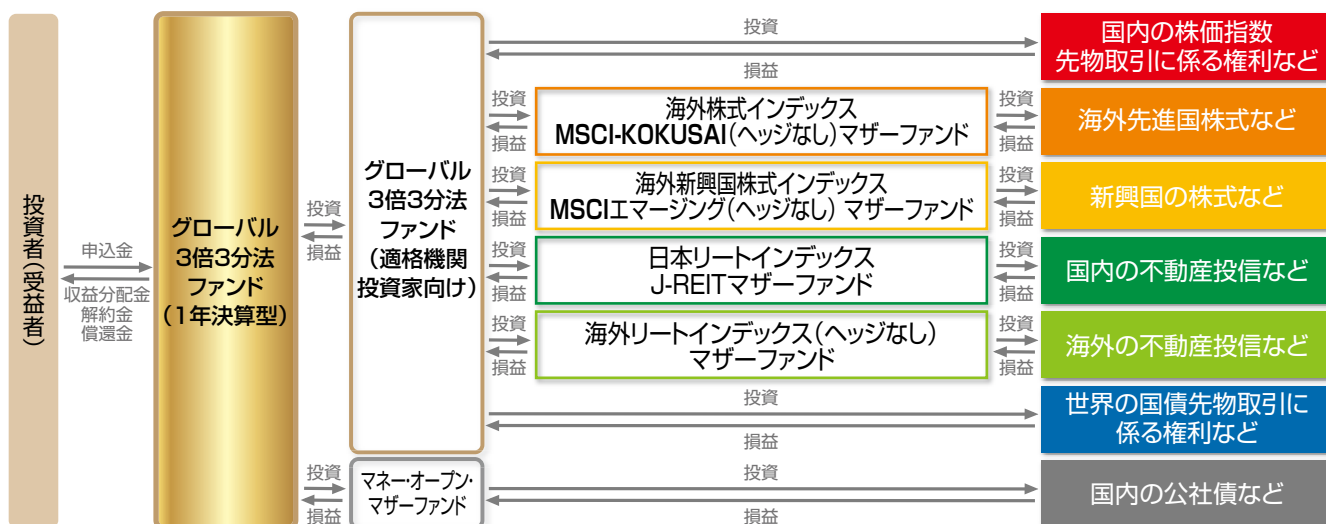 投資者(受益者)
申込金
収益分配金
解約金
償還金
グローバル
3倍3分法
ファンド
(1年決算型)
投資
損益
グローバル
3倍3分法
ファンド
(適格機関
投資家向け)
投資
損益
国内の株価指数
先物取引に係る権利など
投資
損益
海外株式インデックス
MSCI-KOKUSAI(ヘッジなし)マザーファンド
投資
損益
海外先進国株式など
投資
損益
海外新興国株式インデックス
MSCIエマージング(ヘッジなし) マザーファンド
投資
損益
新興国の株式など
投資
損益
日本リートインデックス
J-REITマザーファンド
投資
損益
国内の不動産投信など
投資
損益
海外リートインデックス(ヘッジなし)
マザーファンド
投資
損益
海外の不動産投信など
投資
損益
世界の国債先物取引に
係る権利など
投資
損益
マネー・オープン・
マザーファンド
投資
損益
国内の公社債など